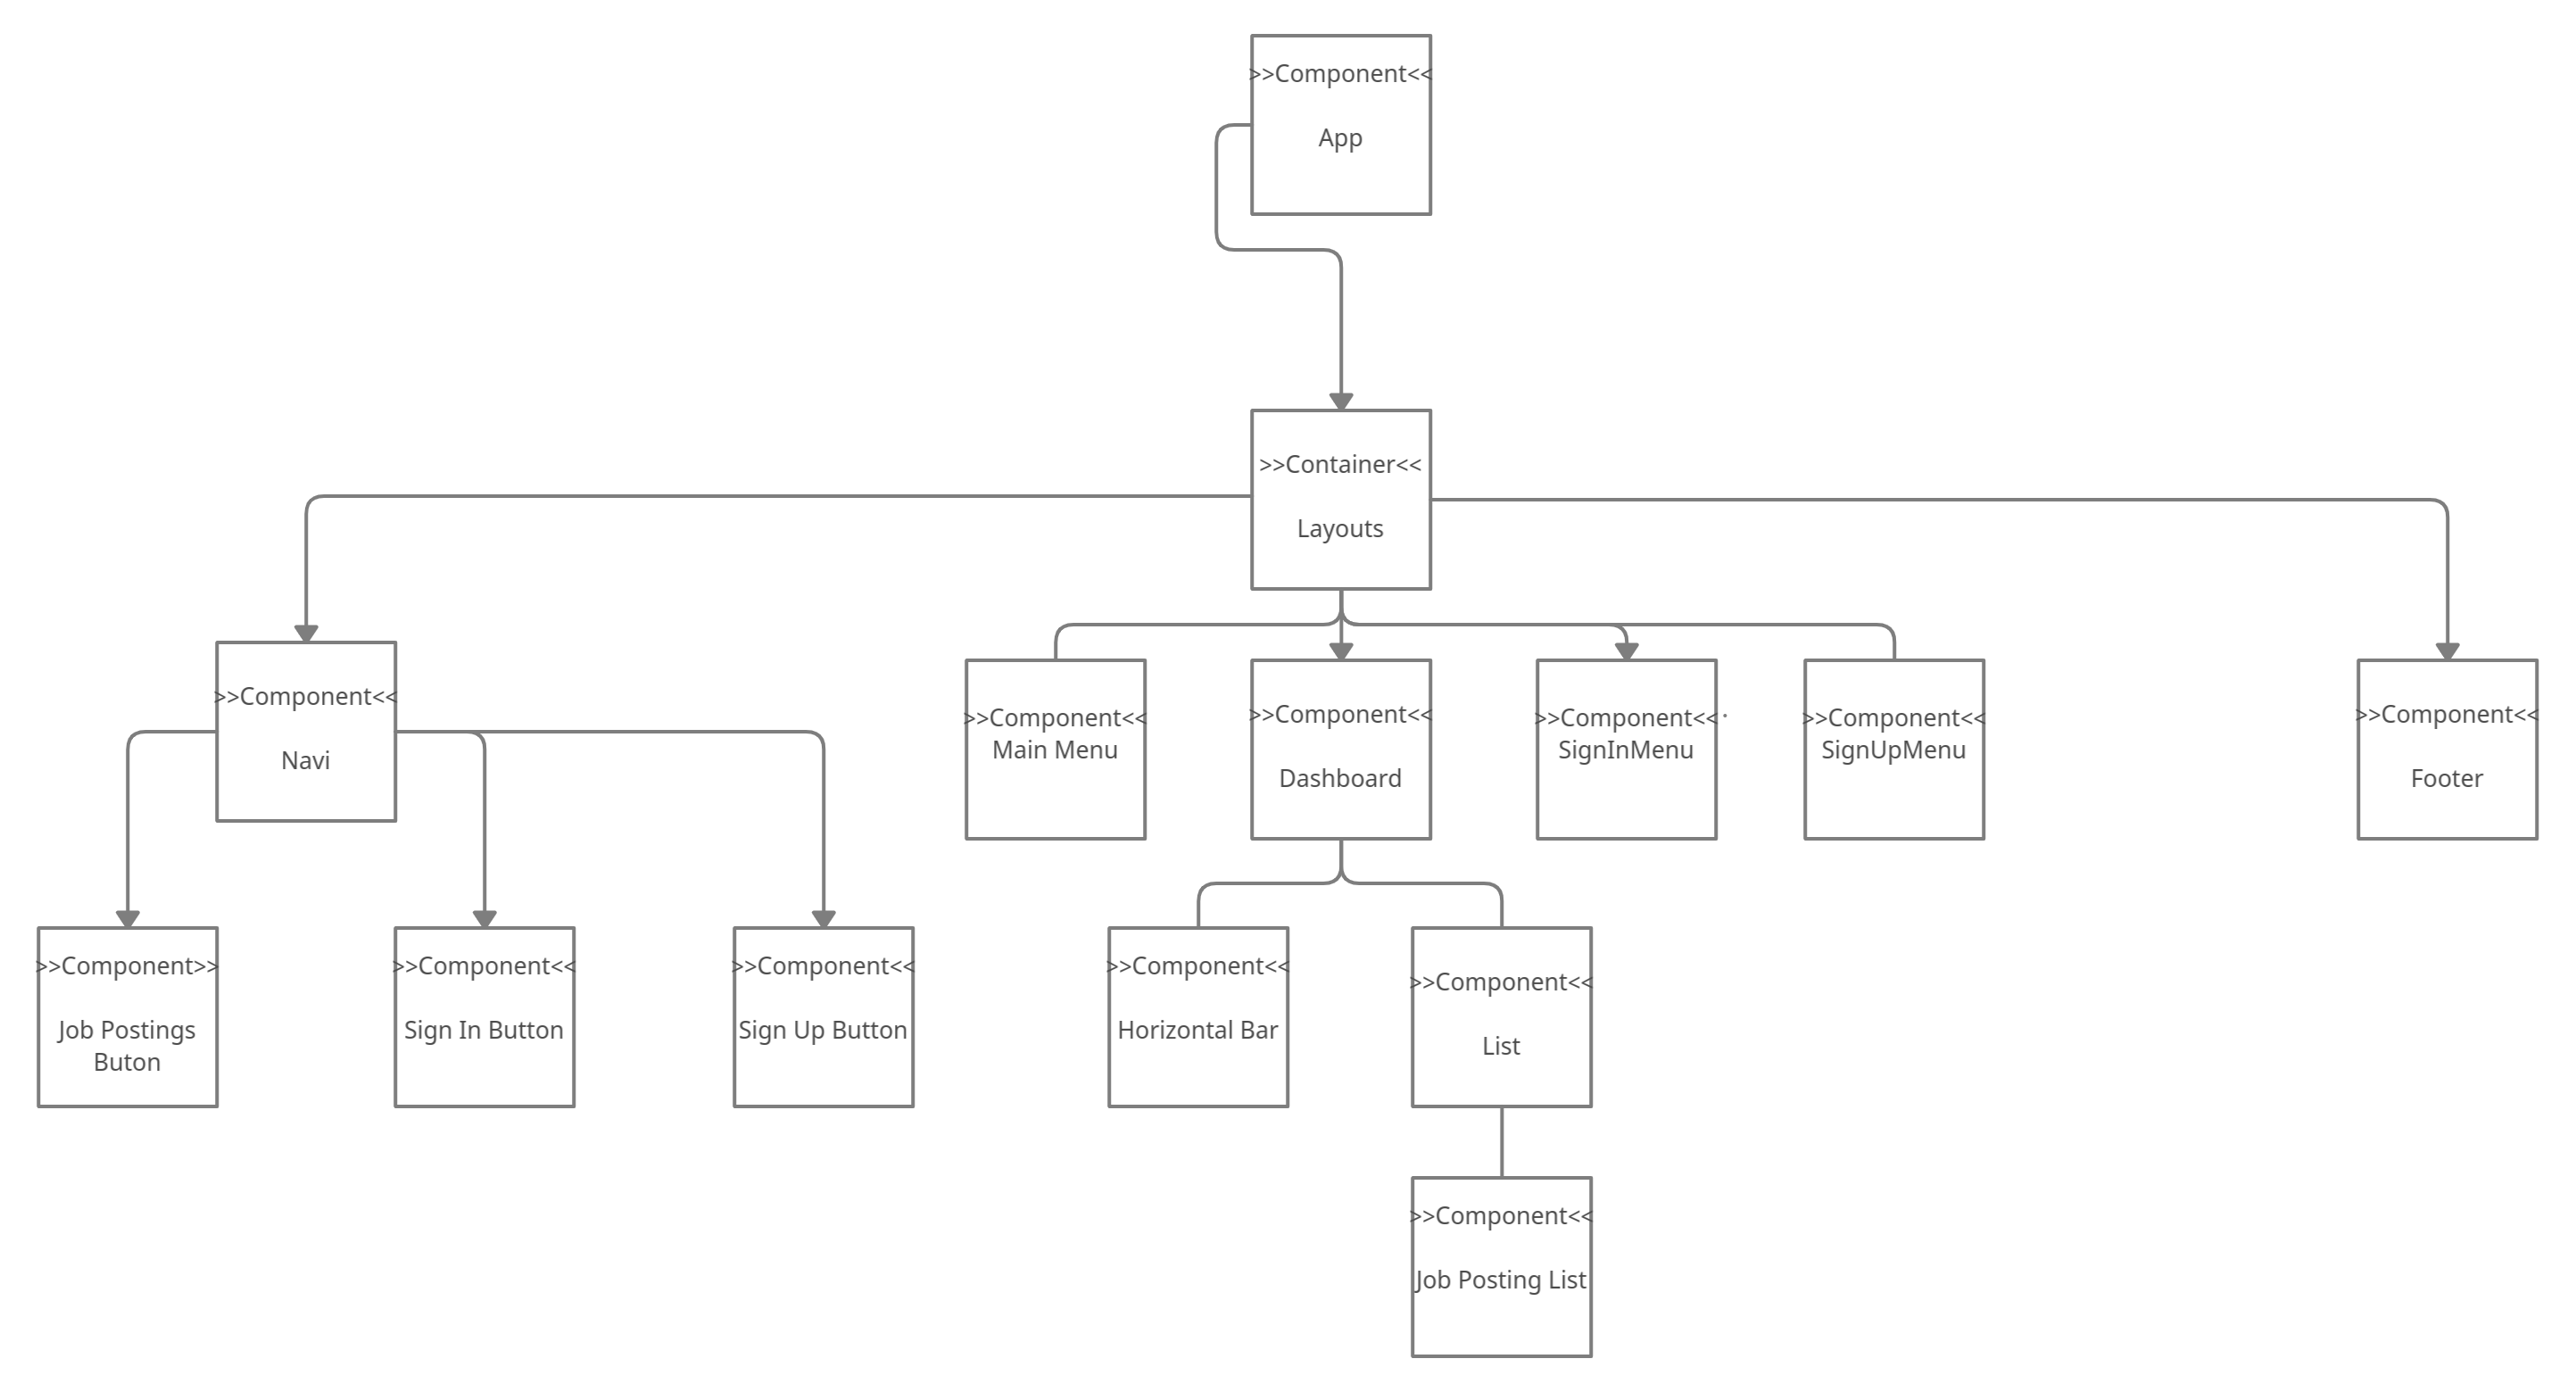 >>Component<<
App
>>Container<<
Layouts
>>Component<<
Navi
>>Component<<
Main Menu
>>Component<<
Dashboard
>>Component<<
SignInMenu
>>Component<<
SignUpMenu
>>Component<<
Footer
>>Component>>
Job Postings
Buton
>>Component<<
Sign In Button
>>Component<<
Sign Up Button
>>Component<<
Horizontal Bar
>>Component<<
List
>>Component<<
Job Posting List